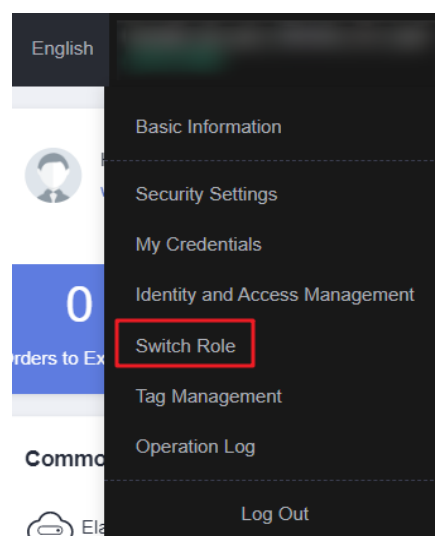 English
Basic Information
Security Settings
My Credentials
Identity and Access Management
0
Switch Role
rders to Ex
Tag Management
Operation Log
Commo
Log Out
Ela